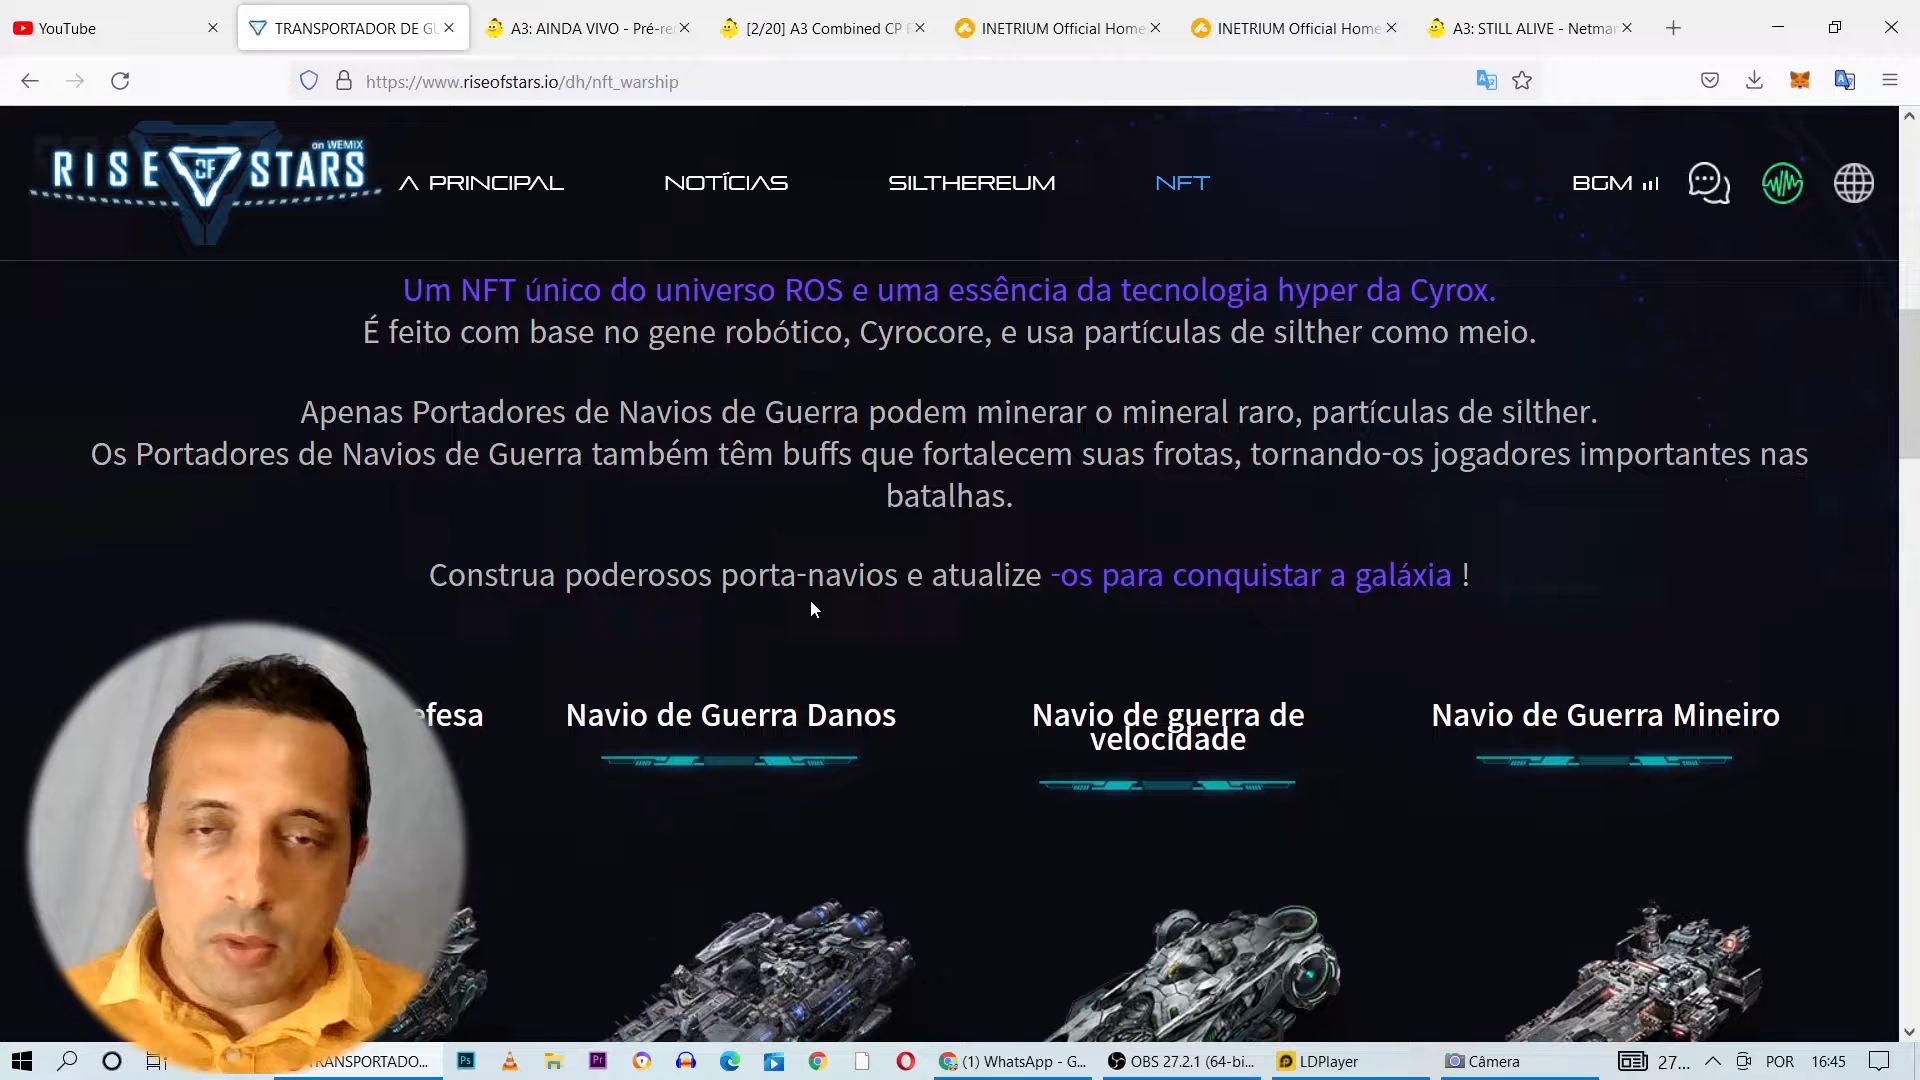 YouTube
TRANSPORTADOR DE GU
A3: AINDA VIVO - Pré-re
[2/20] A3 Combined CP
INETRIUM Official Home
INETRIUM Official Home
A3: STILL ALIVE - Netmar
https://www.riseofstars.io/dh/nft_warship
on WEMIX
RISE OF STARS
A PRINCIPAL
NOTÍCIAS
SILTHEREUM
NFT
BGM
Um NFT único do universo ROS e uma essência da tecnologia hyper da Cyrox.
É feito com base no gene robótico, Cyrocore, e usa partículas de silther como meio.
Apenas Portadores de Navios de Guerra podem minerar o mineral raro, partículas de silther.
Os Portadores de Navios de Guerra também têm buffs que fortalecem suas frotas, tornando-os jogadores importantes nas
batalhas.
Construa poderosos porta-navios e atualize -os para conquistar a galáxia !
efesa
Navio de Guerra Danos
Navio de guerra de
velocidade
Navio de Guerra Mineiro
TRANSPORTADO...
Ps
Pr
(1) WhatsApp - G...
OBS 27.2.1 (64-bi...
LDPlayer
Câmera
27...
POR
16:45